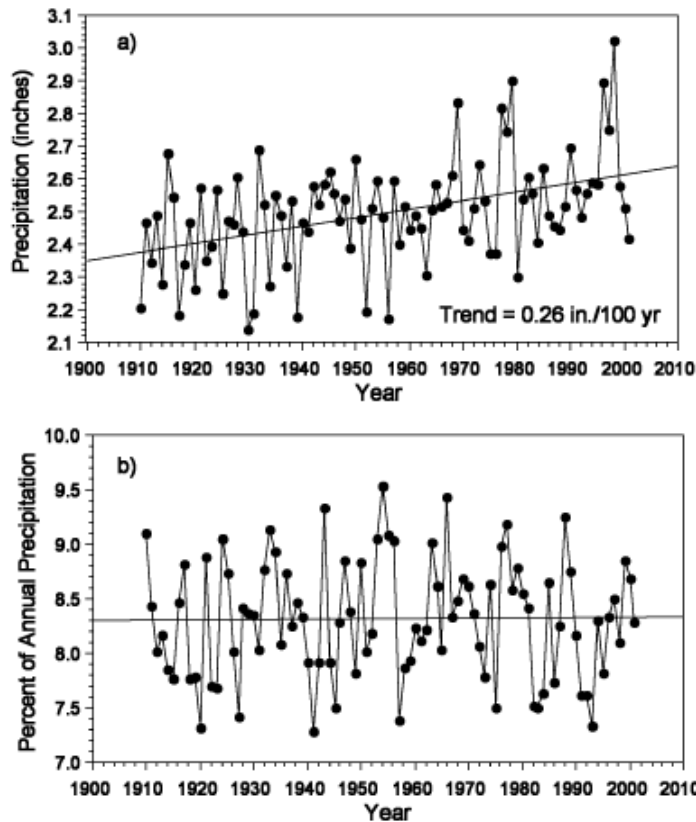 a)
Precipitation (inches)
3.1
3.0
2.9
2.8
2.7
2.6
2.5
2.4
2.3
2.2
2.1
Trend = 0.26 in./100 yr
1900 1910 1920 1930 1940 1950 1960 1970 1980 1990 2000 2010
Year
b)
Percent of Annual Precipitation
10.0
9.5
9.0
8.5
8.0
7.5
7.0
1900 1910 1920 1930 1940 1950 1960 1970 1980 1990 2000 2010
Year